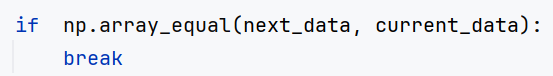 if  np.array_equal(next_data, current_data):
    break